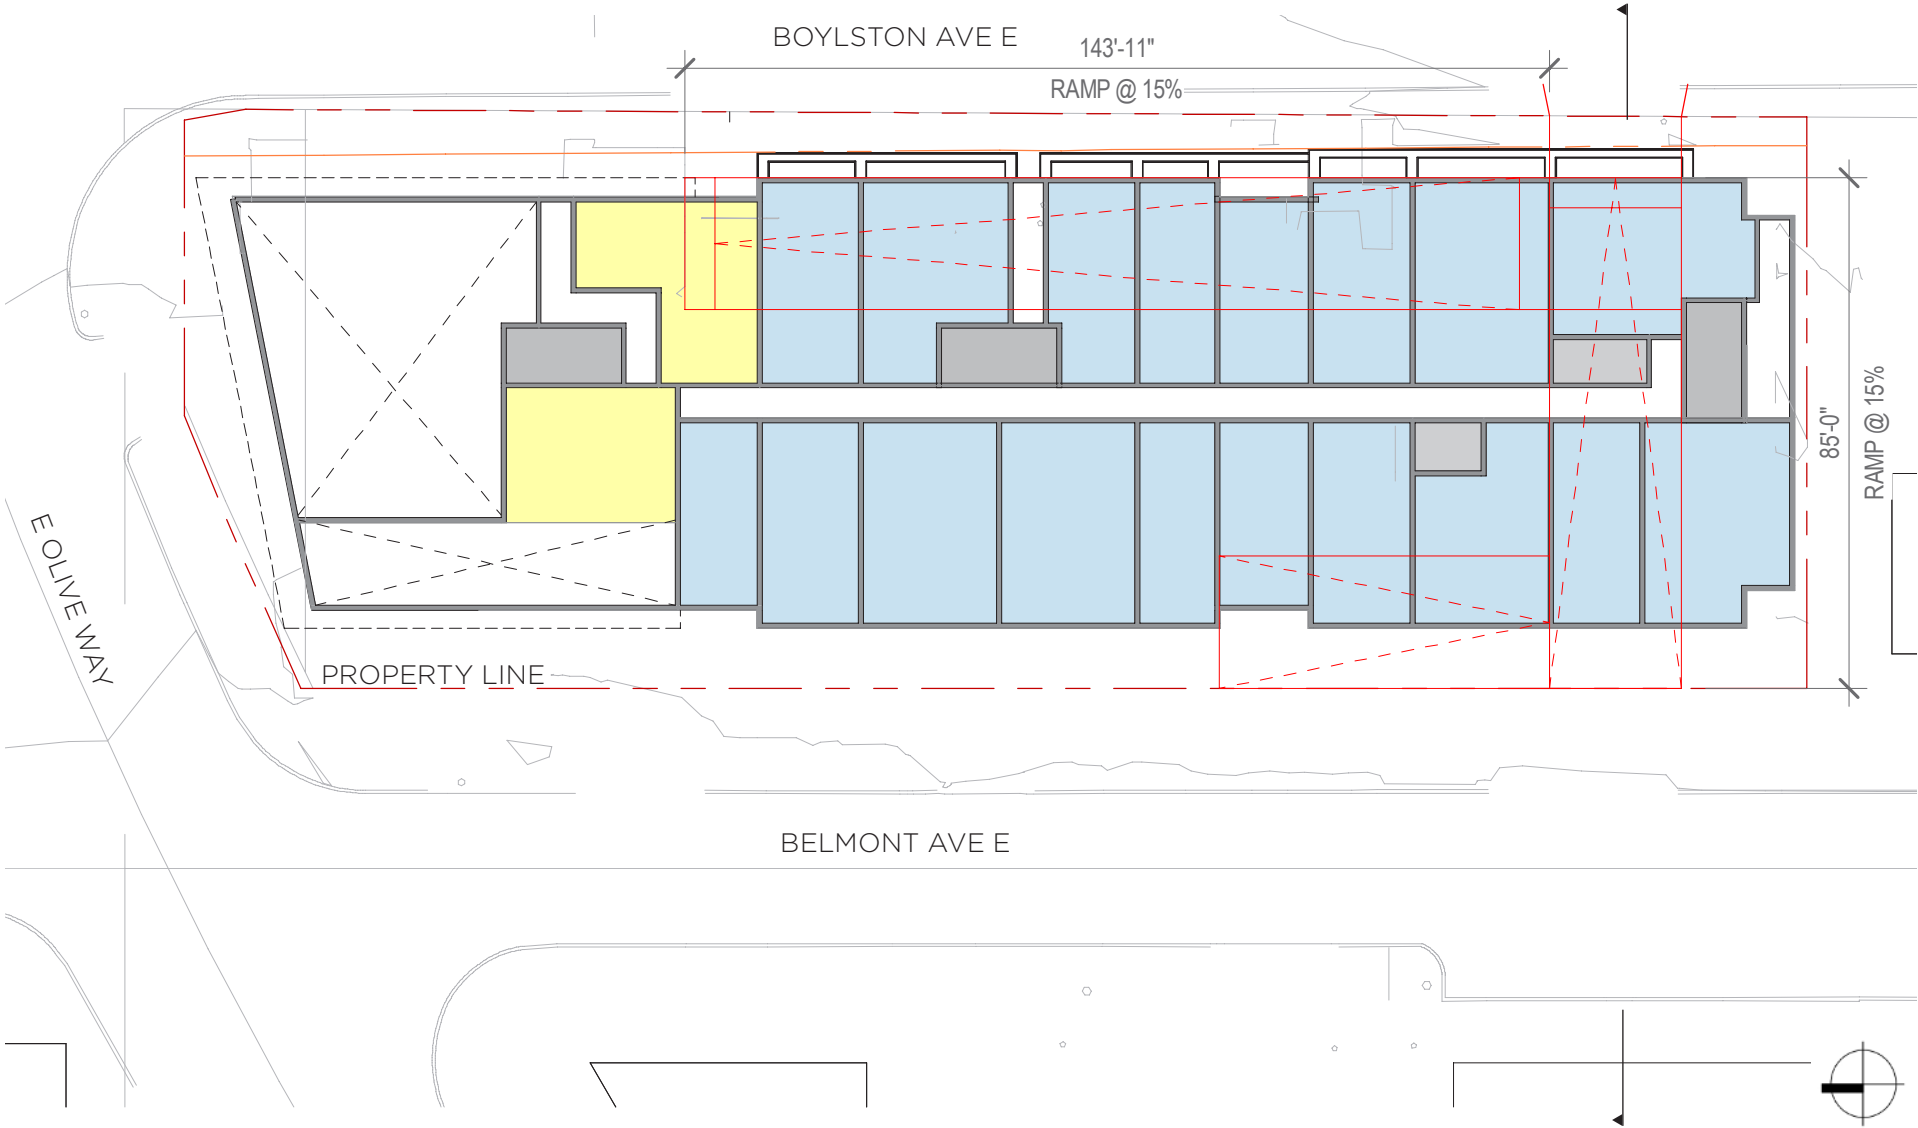 BOYLSTON AVE E
143'-11"
RAMP @ 15%
85'-0"
RAMP @ 15%
E OLIVE WAY
PROPERTY LINE
BELMONT AVE E